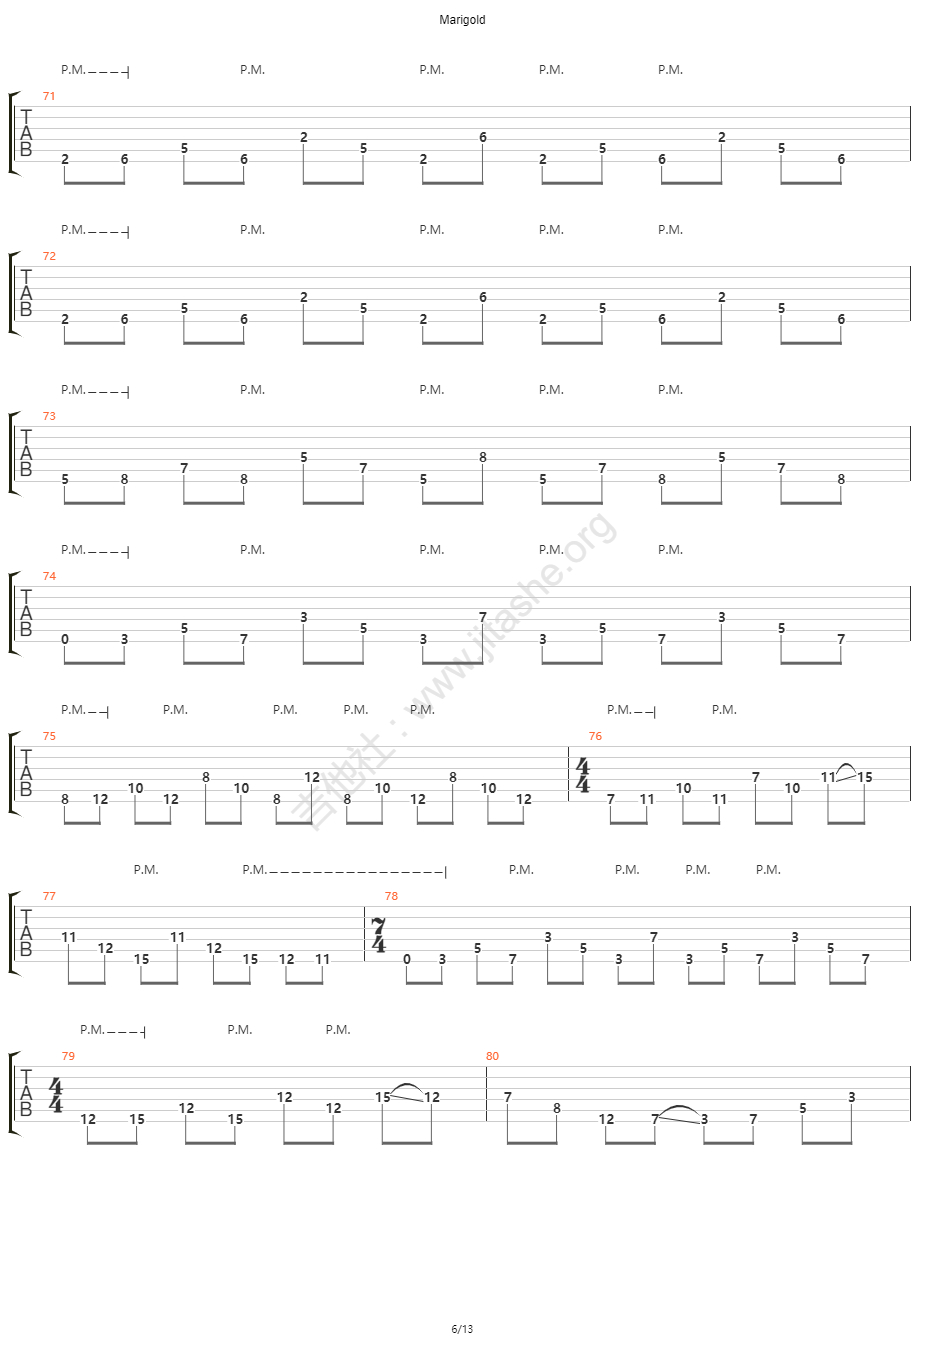 Marigold
P.M. P.M. P.M. P.M. P.M.
71
T
A
B
2 6 5 6 2 5 2 6 2 5 6 2 5 6
P.M. P.M. P.M. P.M. P.M.
72
T
A
B
2 6 5 6 2 5 2 6 2 5 6 2 5 6
P.M. P.M. P.M. P.M. P.M.
73
T
A
B
5 8 7 8 5 7 5 8 5 7 8 5 7 8
P.M. P.M. P.M. P.M. P.M.
74
T
A
B
0 3 5 7 3 5 3 7 3 5 7 3 5 7
P.M. P.M. P.M. P.M. P.M. P.M. P.M.
75 76
T
A
B
8 12 10 12 8 10 8 12 8 10 12 8 10 12 4 4 7 11 10 11 7 10 11 15
P.M. P.M. P.M. P.M. P.M. P.M.
77 78
T
A
B
11 12 15 11 12 15 12 11 7 4 0 3 5 7 3 5 3 7 3 5 7 3 5 7
P.M. P.M. P.M.
79 80
T
A
B
4 4 12 15 12 15 12 12 15 12 7 8 12 7 3 7 5 3
吉他社：www.jitashe.org
6/13